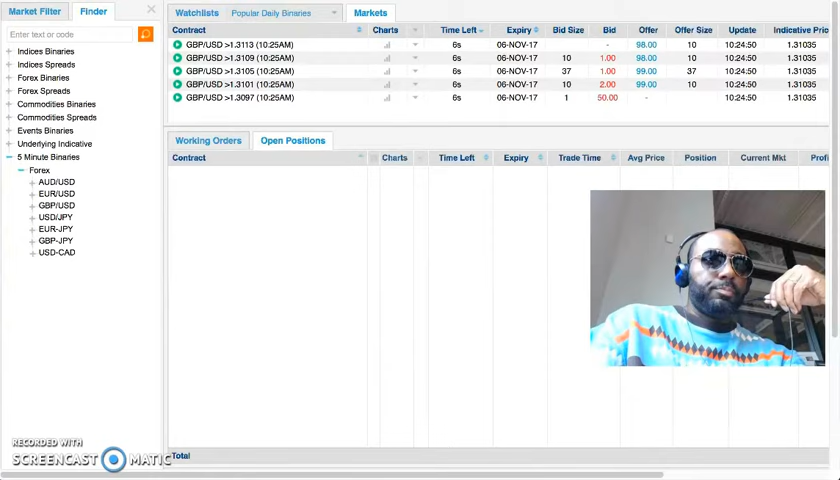 Market Filter Finder
Watchlists Popular Daily Binaries Markets
Enter text or code
Contract Charts Time Left Expiry Bid Size Bid Offer Offer Size Update Indicative Pric
GBP/USD >1.3113 (10:25AM) 6s 06-NOV-17 - 98.00 10 10:24:50 1.31035
GBP/USD >1.3109 (10:25AM) 6s 06-NOV-17 10 1.00 98.00 10 10:24:50 1.31035
GBP/USD >1.3105 (10:25AM) 6s 06-NOV-17 37 1.00 99.00 37 10:24:50 1.31035
GBP/USD >1.3101 (10:25AM) 6s 06-NOV-17 10 2.00 99.00 10 10:24:50 1.31035
GBP/USD >1.3097 (10:25AM) 6s 06-NOV-17 1 50.00 - 10:24:50 1.31035
Indices Binaries
Indices Spreads
Forex Binaries
Forex Spreads
Commodities Binaries
Commodities Spreads
Events Binaries
Underlying Indicative
5 Minute Binaries
Forex
AUD/USD
EUR/USD
GBP/USD
USD/JPY
EUR-JPY
GBP-JPY
USD-CAD
Working Orders Open Positions
Contract Charts Time Left Expiry Trade Time Avg Price Position Current Mkt Profi
Total
RECORDED WITH
SCREENCAST MATIC